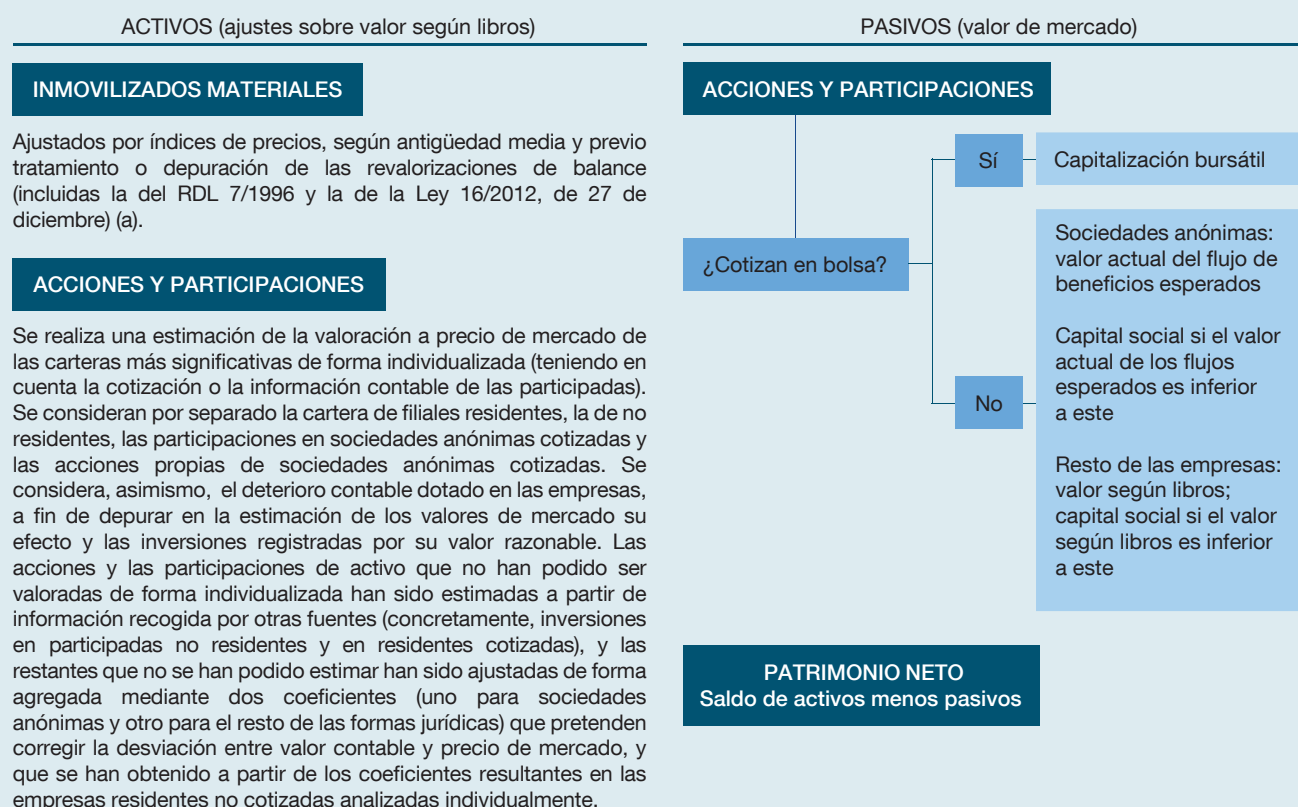 ACTIVOS (ajustes sobre valor según libros)
INMOVILIZADOS MATERIALES
Ajustados por índices de precios, según antigüedad media y previo
tratamiento o depuración de las revalorizaciones de balance
(incluidas la del RDL 7/1996 y la de la Ley 16/2012, de 27 de
diciembre) (a).
ACCIONES Y PARTICIPACIONES
Se realiza una estimación de la valoración a precio de mercado de
las carteras más significativas de forma individualizada (teniendo en
cuenta la cotización o la información contable de las participadas).
Se consideran por separado la cartera de filiales residentes, la de no
residentes, las participaciones en sociedades anónimas cotizadas y
las acciones propias de sociedades anónimas cotizadas. Se
considera, asimismo, el deterioro contable dotado en las empresas,
a fin de depurar en la estimación de los valores de mercado su
efecto y las inversiones registradas por su valor razonable. Las
acciones y las participaciones de activo que no han podido ser
valoradas de forma individualizada han sido estimadas a partir de
información recogida por otras fuentes (concretamente, inversiones
en participadas no residentes y en residentes cotizadas), y las
restantes que no se han podido estimar han sido ajustadas de forma
agregada mediante dos coeficientes (uno para sociedades
anónimas y otro para el resto de las formas jurídicas) que pretenden
corregir la desviación entre valor contable y precio de mercado, y
que se han obtenido a partir de los coeficientes resultantes en las
empresas residentes no cotizadas analizadas individualmente.
PASIVOS (valor de mercado)
ACCIONES Y PARTICIPACIONES
¿Cotizan en bolsa?
Sí
Capitalización bursátil
No
Sociedades anónimas:
valor actual del flujo de
beneficios esperados
Capital social si el valor
actual de los flujos
esperados es inferior
a este
Resto de las empresas:
valor según libros;
capital social si el valor
según libros es inferior
a este
PATRIMONIO NETO
Saldo de activos menos pasivos